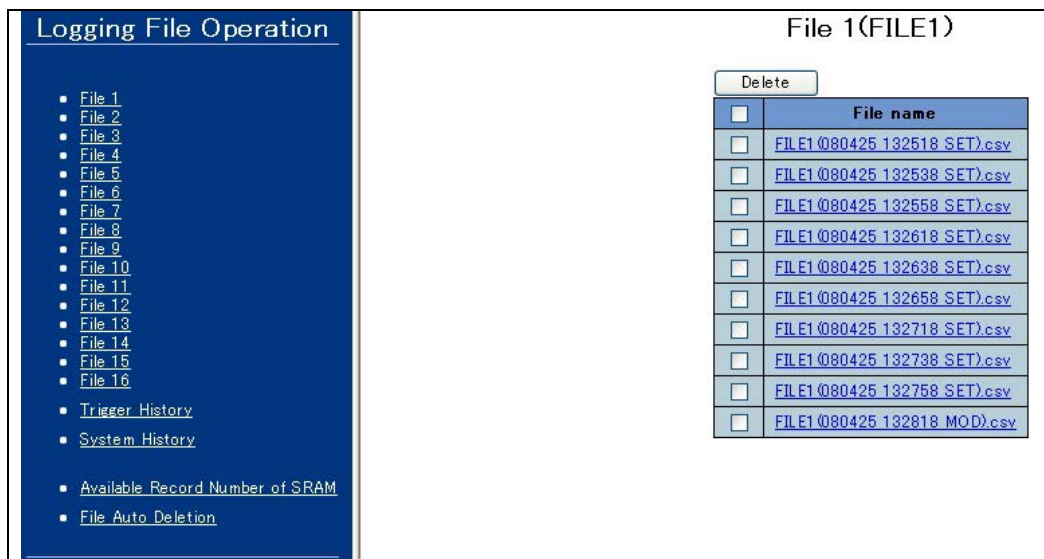 Logging File Operation
File 1
File 2
File 3
File 4
File 5
File 6
File 7
File 8
File 9
File 10
File 11
File 12
File 13
File 14
File 15
File 16
Trigger History
System History
Available Record Number of SRAM
File Auto Deletion
File 1(FILE1)
Delete
File name
FILE1(080425 132518 SET).csv
FILE1(080425 132538 SET).csv
FILE1(080425 132558 SET).csv
FILE1(080425 132618 SET).csv
FILE1(080425 132638 SET).csv
FILE1(080425 132658 SET).csv
FILE1(080425 132718 SET).csv
FILE1(080425 132738 SET).csv
FILE1(080425 132758 SET).csv
FILE1(080425 132818 MOD).csv